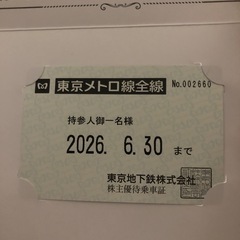 東京メトロ線全線 No.002660
持参人御一名様
2026. 6.30 まで
東京地下鉄株式会社
株主優待乗車証